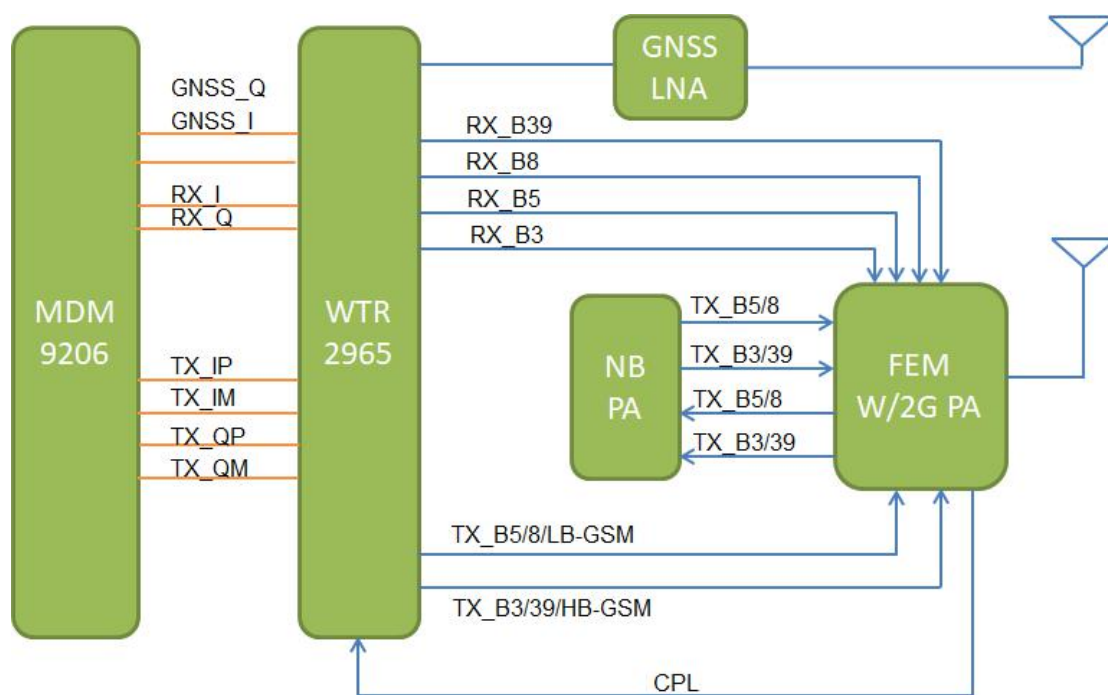 GNSS
LNA
GNSS_Q
GNSS_I
RX_I
RX_Q
RX_B39
RX_B8
RX_B5
RX_B3
MDM
9206
WTR
2965
NB
PA
TX_B5/8
TX_B3/39
TX_B5/8
TX_B3/39
FEM
W/2G PA
TX_IP
TX_IM
TX_QP
TX_QM
TX_B5/8/LB-GSM
TX_B3/39/HB-GSM
CPL